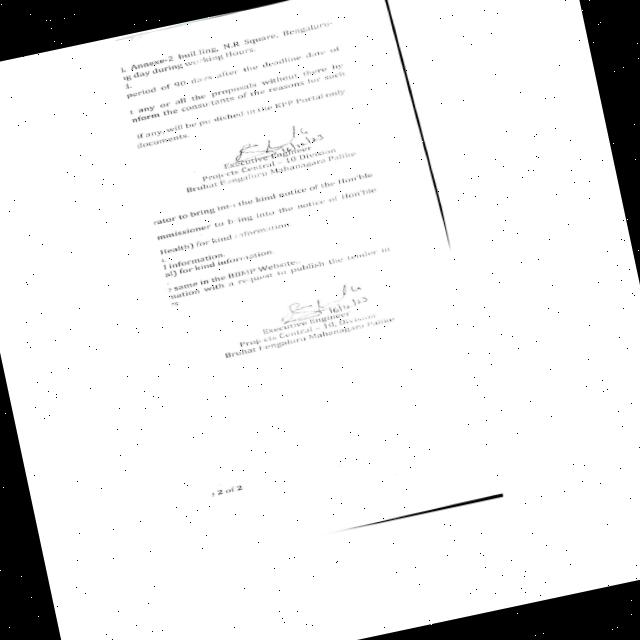 Annexe-2 building, N.R Square, Bengaluru-
g day during working Hours.
period of 90 days after the deadline date of
t any or all the proposals without there by
nform the consultants of the reasons for such
if any, will be published in the KPP Portal only
documents.
Executive Engineer
Projects Central – 10 Division
Bruhat Bengaluru Mahanagara Palike
rator to bring into the kind notice of the Hon'ble
mmissioner to bring into the notice of Hon'ble
Health) for kind information.
l information.
al) for kind information.
same in the BBMP Website.
mation with a request to publish the tender in
16/12/23
Executive Engineer
Projects Central – 10, Division
Bruhat Bengaluru Mahanagara Palike
2 of 2